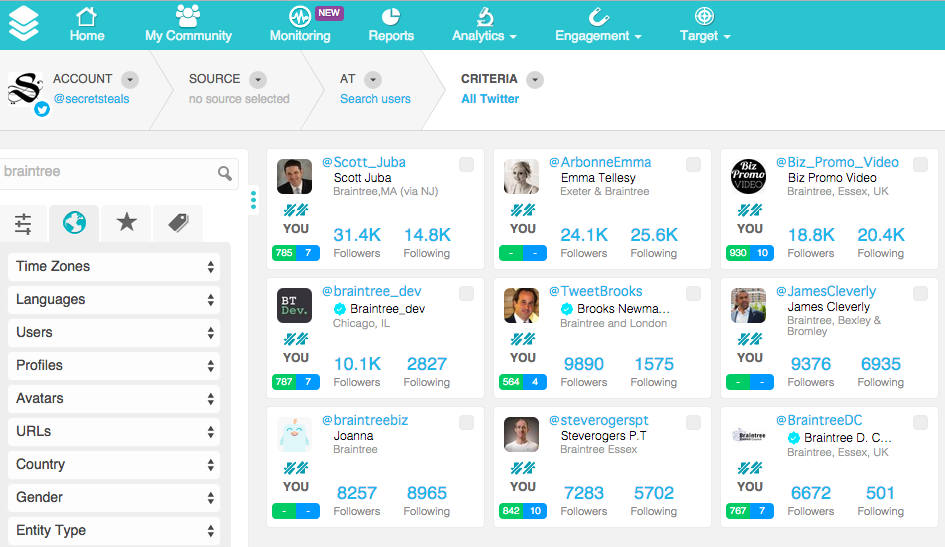 NEW
Home
My Community
Monitoring
Reports
Analytics
Engagement
Target
ACCOUNT
@secretsteals
SOURCE
no source selected
AT
Search users
CRITERIA
All Twitter
braintree
Time Zones
Languages
Users
Profiles
Avatars
URLs
Country
Gender
Entity Type
@Scott_Juba
Scott Juba
Braintree,MA (via NJ)
YOU
31.4K 14.8K
785 7 Followers Following
@ArbonneEmma
Emma Tellesy
Exeter & Braintree
YOU
24.1K 25.6K
- - Followers Following
Biz
Promo
VIDEO
@Biz_Promo_Video
Biz Promo Video
Braintree, Essex, UK
YOU
18.8K 20.4K
930 10 Followers Following
BT
Dev.
@braintree_dev
Braintree_dev
Chicago, IL
YOU
10.1K 2827
767 7 Followers Following
@TweetBrooks
Brooks Newma...
Braintree and London
YOU
9890 1575
564 4 Followers Following
@JamesCleverly
James Cleverly
Braintree, Bexley &
Bromley
YOU
9376 6935
- - Followers Following
@braintreebiz
Joanna
Braintree
YOU
8257 8965
- - Followers Following
@steverogerspt
Steverogers P.T
Braintree Essex
YOU
7283 5702
842 10 Followers Following
Braintree
@BraintreeDC
Braintree D. C...
Braintree, Essex, UK
YOU
6672 501
767 7 Followers Following